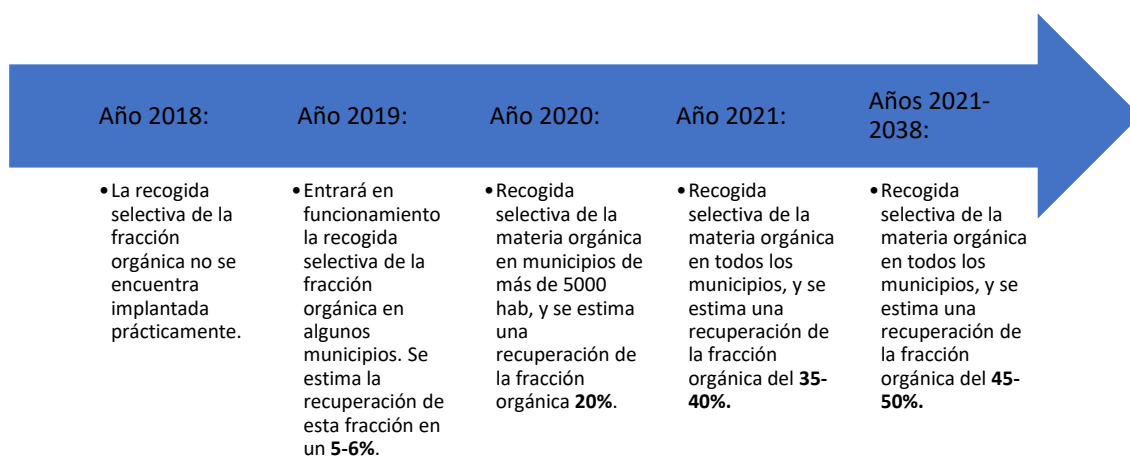 Año 2018:
Año 2019:
Año 2020:
Año 2021:
Años 2021-
2038:
•La recogida
selectiva de la
fracción
orgánica no se
encuentra
implantada
prácticamente.
•Entrará en
funcionamiento
la recogida
selectiva de la
fracción
orgánica en
algunos
municipios. Se
estima la
recuperación de
esta fracción en
un 5-6%.
•Recogida
selectiva de la
materia orgánica
en municipios de
más de 5000
hab, y se estima
una
recuperación de
la fracción
orgánica 20%.
•Recogida
selectiva de la
materia orgánica
en todos los
municipios, y se
estima una
recuperación de
la fracción
orgánica del 35-
40%.
•Recogida
selectiva de la
materia orgánica
en todos los
municipios, y se
estima una
recuperación de
la fracción
orgánica del 45-
50%.